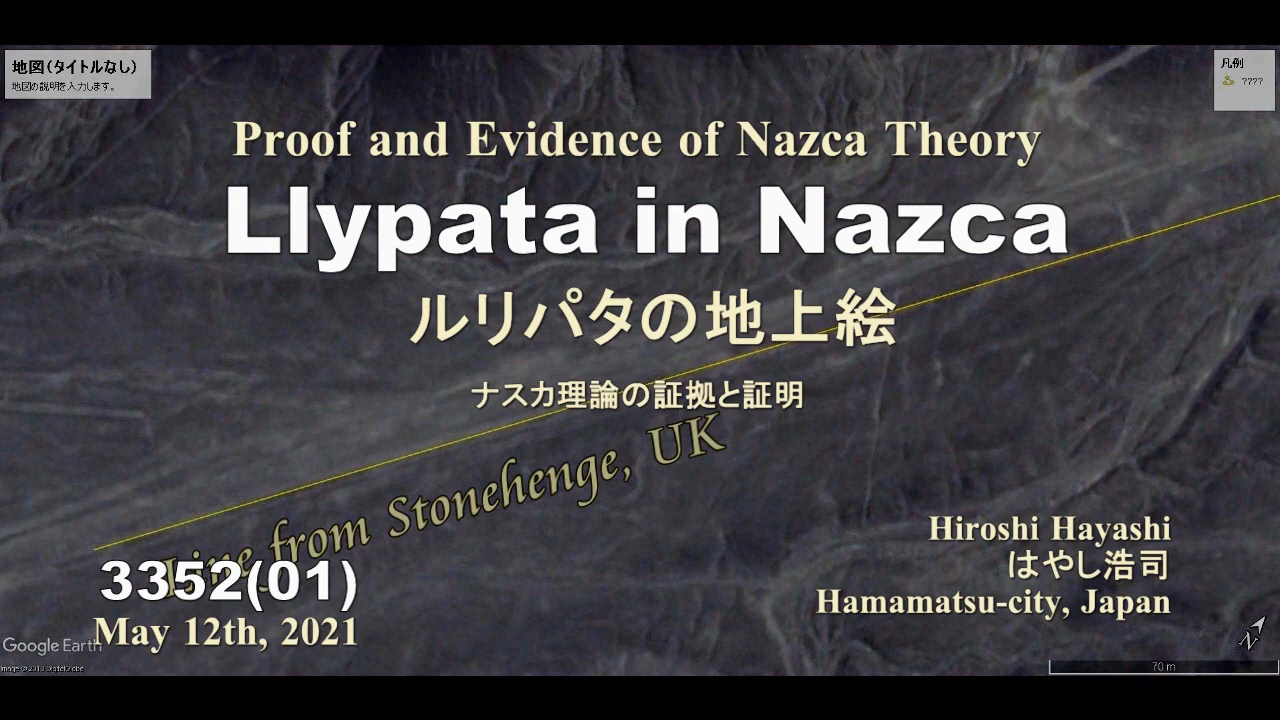 地図(タイトルなし)
地図の説明を入力します。
凡例
????
Proof and Evidence of Nazca Theory
Llypata in Nazca
ルリパタの地上絵
ナスカ理論の証拠と証明
Line from Stonehenge, UK
Hiroshi Hayashi
はやし浩司
Hamamatsu-city, Japan
3352(01)
May 12th, 2021
Google Earth
N
70 m